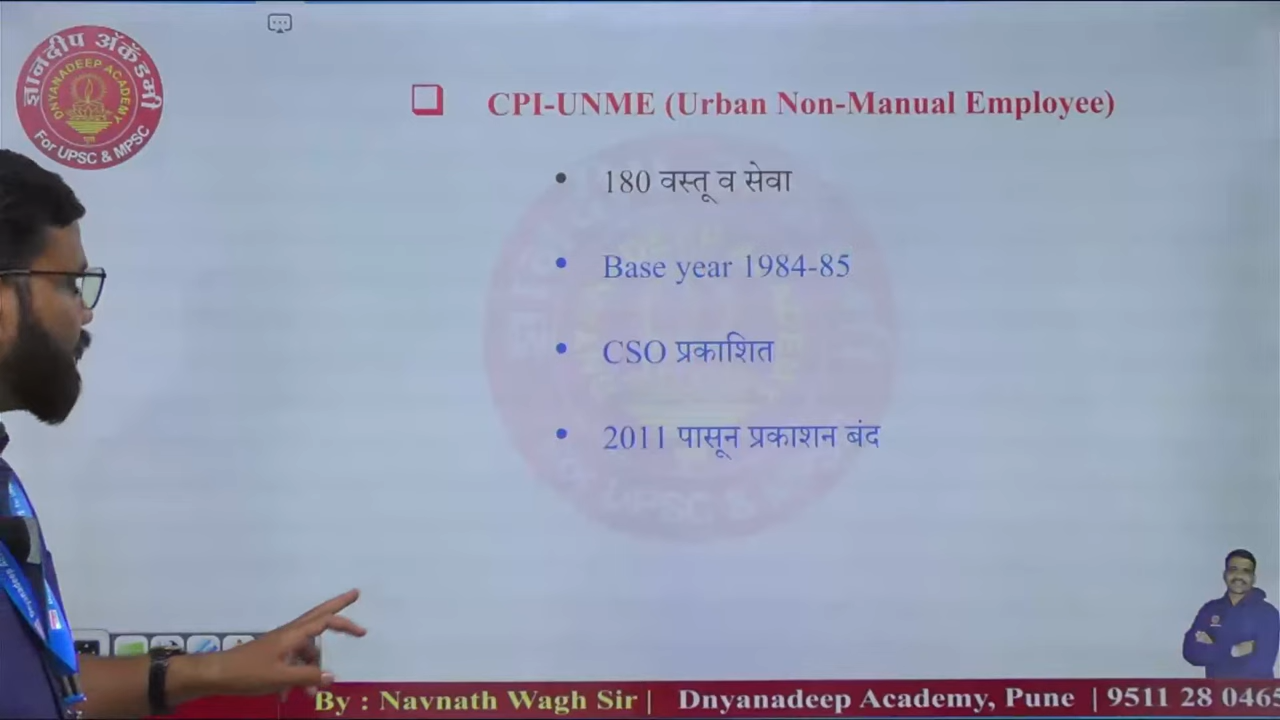 ज्ञानदीप अॅकॅडमी
DNYANADEEP ACADEMY
पुणे
For UPSC & MPSC
CPI-UNME (Urban Non-Manual Employee)
• 180 वस्तू व सेवा
• Base year 1984-85
• CSO प्रकाशित
• 2011 पासून प्रकाशन बंद
By : Navnath Wagh Sir | Dnyanadeep Academy, Pune | 9511 28 0465